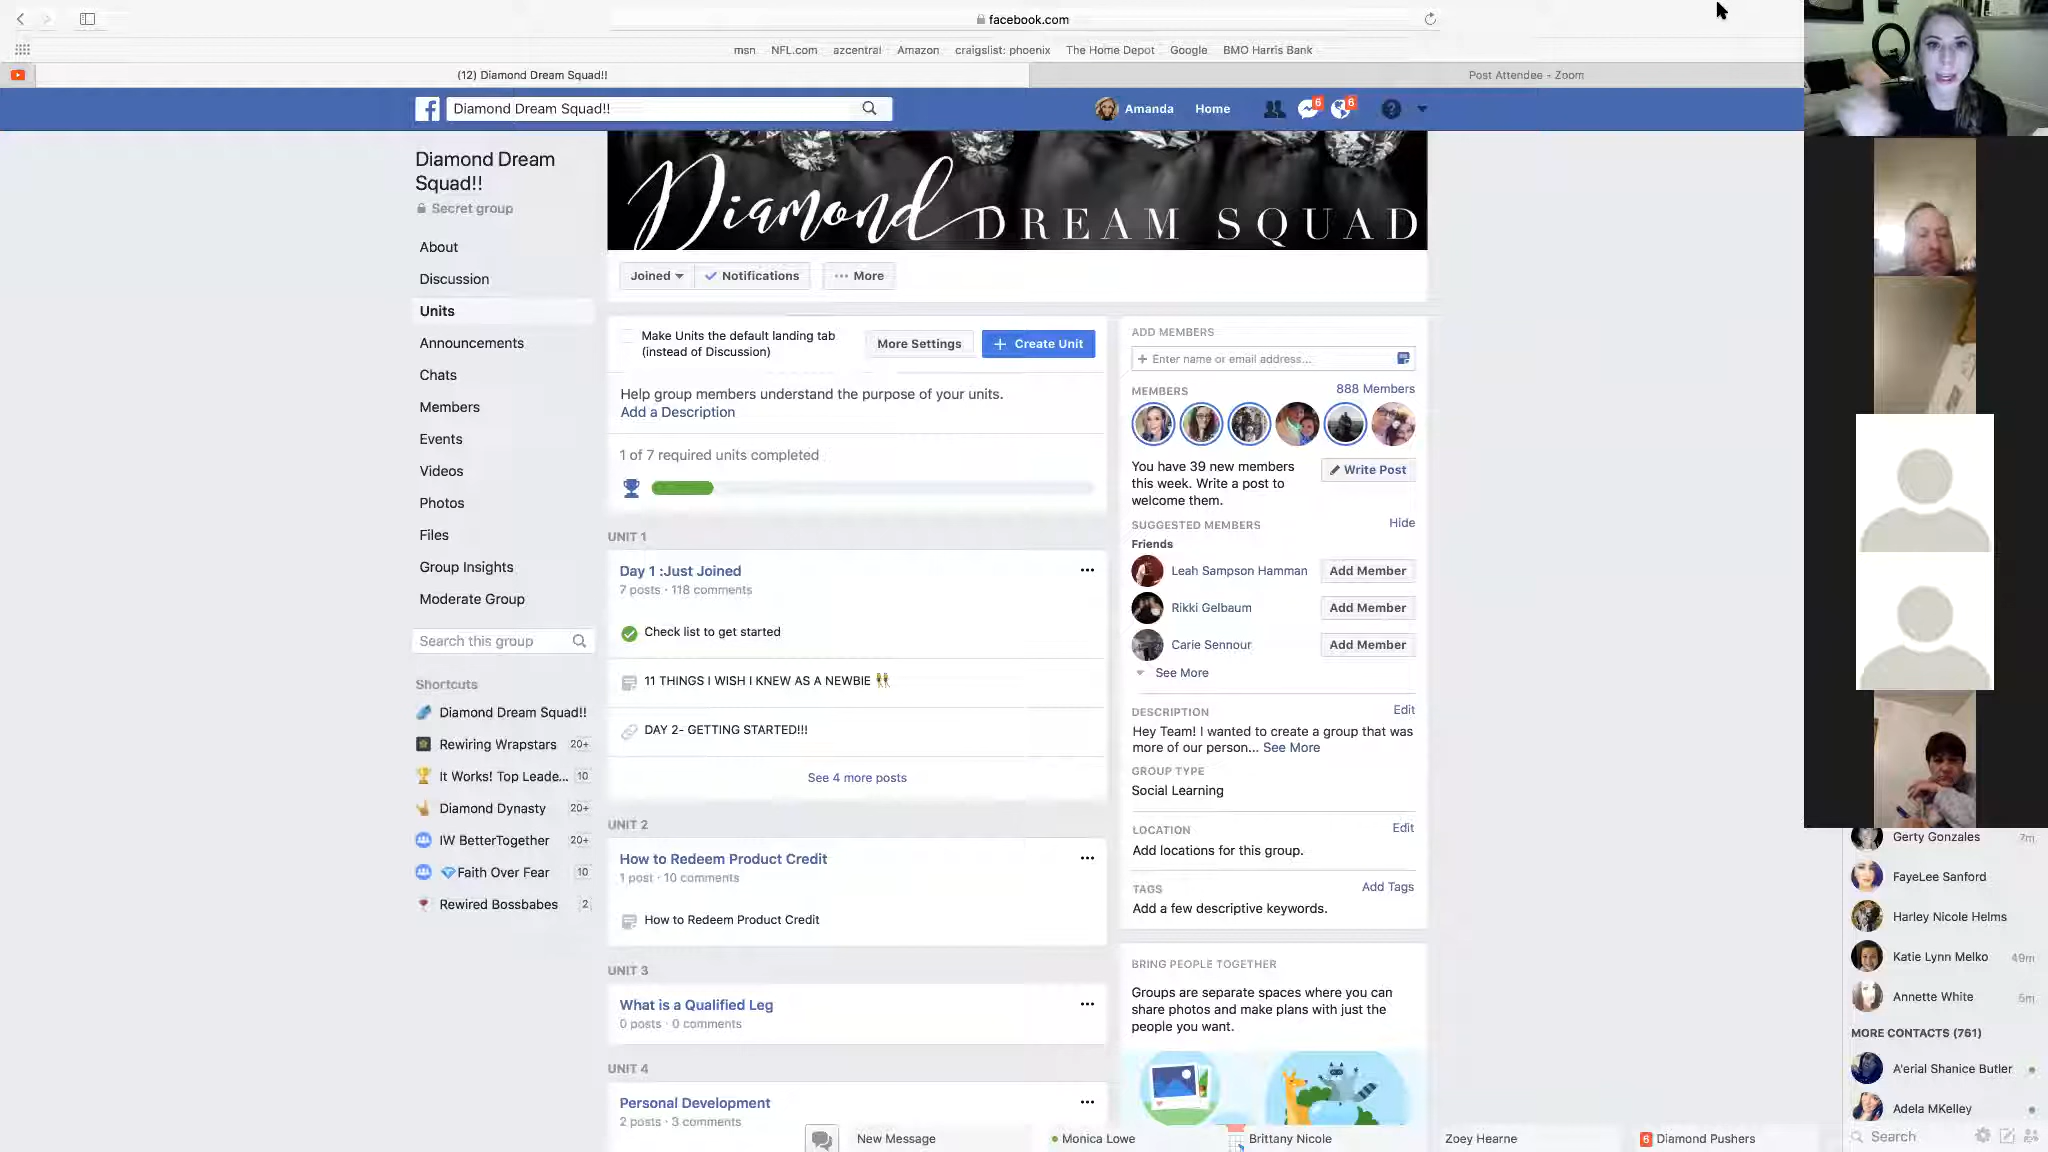 facebook.com
msn NFL.com azcentral Amazon craigslist: phoenix The Home Depot Google BMO Harris Bank
(12) Diamond Dream Squad!!
Post Attendee - Zoom
Diamond Dream Squad!!
Amanda Home 6 6
Diamond Dream
Squad!!
Secret group
About
Discussion
Units
Announcements
Chats
Members
Events
Videos
Photos
Files
Group Insights
Moderate Group
Search this group
Shortcuts
Diamond Dream Squad!!
Rewiring Wrapstars 20+
It Works! Top Leade... 10
Diamond Dynasty 20+
IW BetterTogether 20+
💎Faith Over Fear 10
Rewired Bossbabes 2
Diamond DREAM SQUAD
Joined Notifications ··· More
Make Units the default landing tab
(instead of Discussion)
More Settings
+ Create Unit
Help group members understand the purpose of your units.
Add a Description
1 of 7 required units completed
UNIT 1
Day 1 :Just Joined
7 posts · 118 comments
Check list to get started
11 THINGS I WISH I KNEW AS A NEWBIE 👯
DAY 2- GETTING STARTED!!!
See 4 more posts
UNIT 2
How to Redeem Product Credit
1 post · 10 comments
How to Redeem Product Credit
UNIT 3
What is a Qualified Leg
0 posts · 0 comments
UNIT 4
Personal Development
2 posts · 3 comments
ADD MEMBERS
+ Enter name or email address...
MEMBERS 888 Members
You have 39 new members
this week. Write a post to
welcome them.
Write Post
SUGGESTED MEMBERS Hide
Friends
Leah Sampson Hamman Add Member
Rikki Gelbaum Add Member
Carie Sennour Add Member
See More
DESCRIPTION Edit
Hey Team! I wanted to create a group that was
more of our person... See More
GROUP TYPE
Social Learning
LOCATION Edit
Add locations for this group.
TAGS Add Tags
Add a few descriptive keywords.
BRING PEOPLE TOGETHER
Groups are separate spaces where you can
share photos and make plans with just the
people you want.
Gerty Gonzales 7m
FayeLee Sanford
Harley Nicole Helms
Katie Lynn Melko 49m
Annette White 5m
MORE CONTACTS (761)
A'erial Shanice Butler
Adela MKelley
Search
New Message
Monica Lowe
Brittany Nicole
Zoey Hearne
6 Diamond Pushers